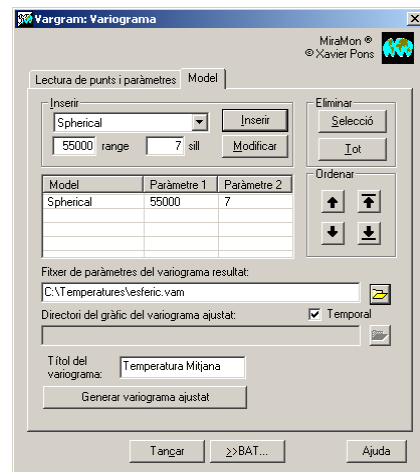 Vargram: Variograma
MiraMon ®
© Xavier Pons
Lectura de punts i paràmetres
Model
Inserir
Spherical
Inserir
55000 range 7 sill
Modificar
Eliminar
Selecció
Tot
Model Paràmetre 1 Paràmetre 2
Spherical 55000 7
Ordenar
Fitxer de paràmetres del variograma resultat:
C:\Temperatures\esferic.vam
Directori del gràfic del variograma ajustat:
Temporal
Títol del
variograma:
Temperatura Mitjana
Generar variograma ajustat
Tancar
>>BAT...
Ajuda